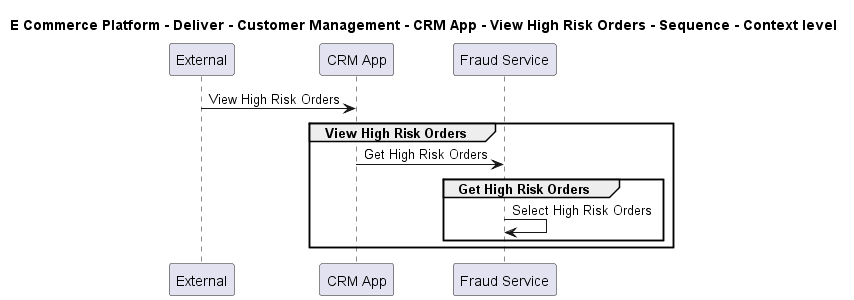 E Commerce Platform - Deliver - Customer Management - CRM App - View High Risk Orders - Sequence - Context level
External CRM App Fraud Service
View High Risk Orders
View High Risk Orders
Get High Risk Orders
Get High Risk Orders
Select High Risk Orders
External CRM App Fraud Service